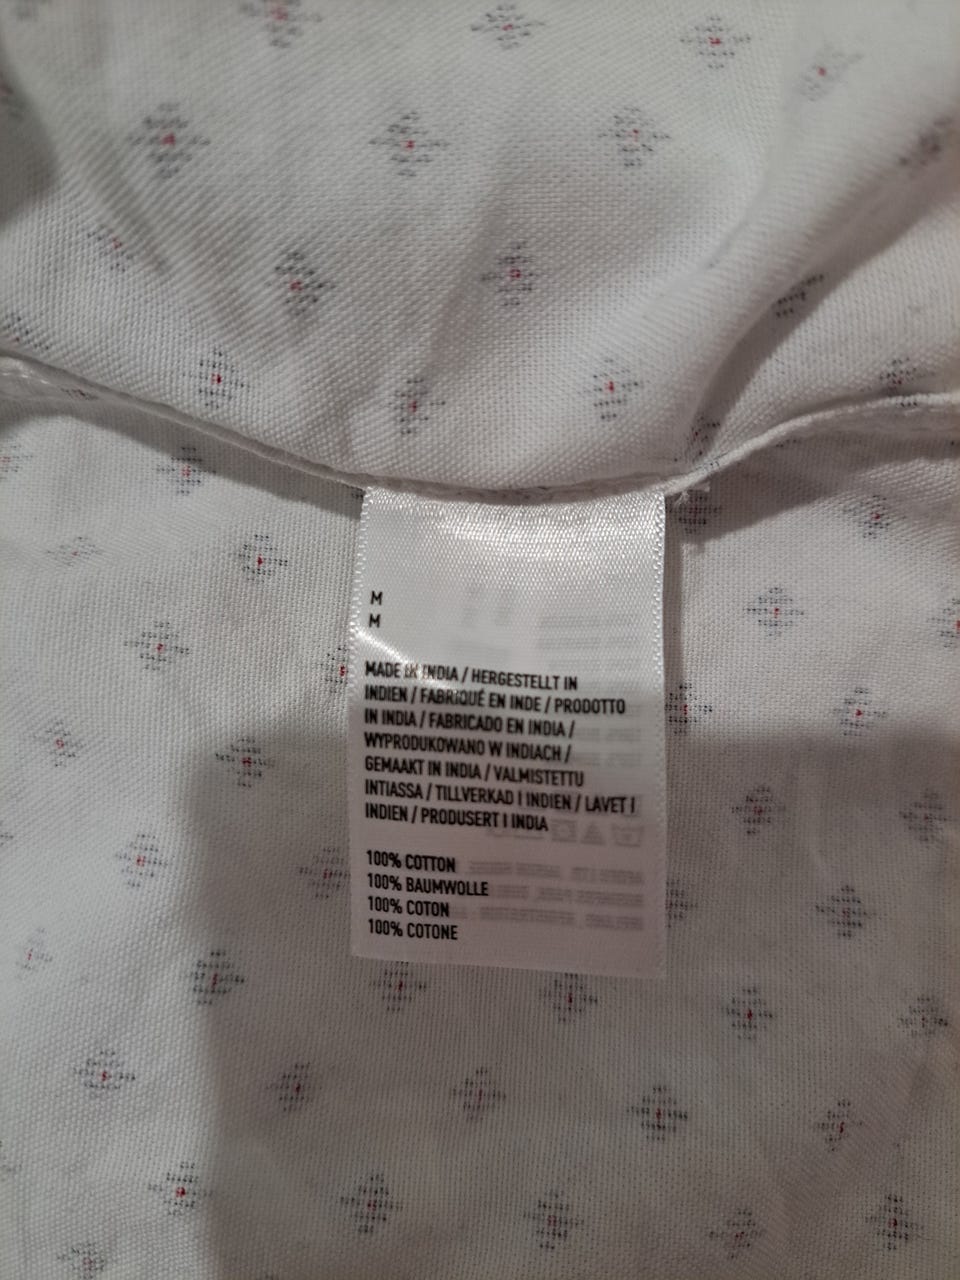 M
M
MADE IN INDIA / HERGESTELLT IN
INDIEN / FABRIQUÉ EN INDE / PRODOTTO
IN INDIA / FABRICADO EN INDIA /
WYPRODUKOWANO W INDIACH /
GEMAAKT IN INDIA / VALMISTETTU
INTIASSA / TILLVERKAD I INDIEN / LAVET I
INDIEN / PRODUSERT I INDIA
100% COTTON
100% BAUMWOLLE
100% COTON
100% COTONE